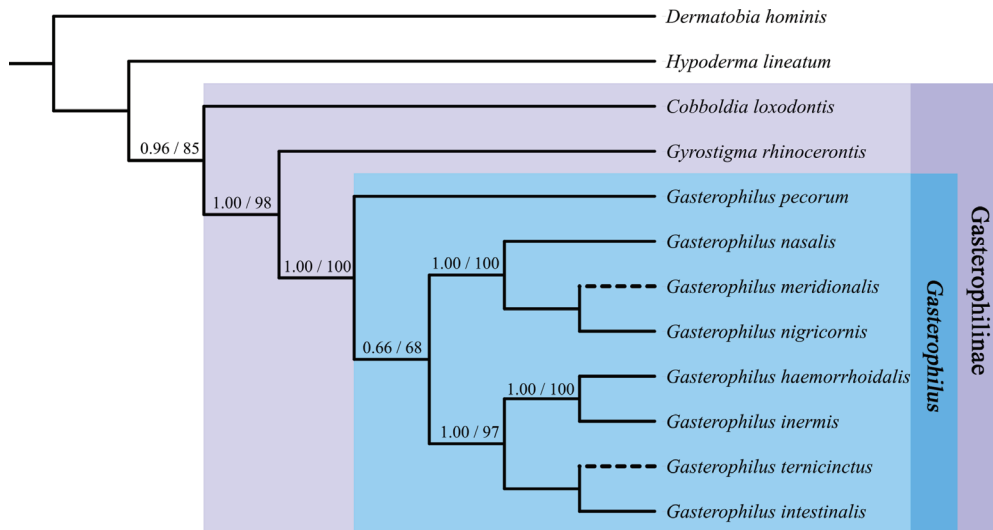 Dermatobia hominis
Hypoderma lineatum
Cobboldia loxodontis
0.96 / 85
Gyrostigma rhinocerontis
1.00 / 98
Gasterophilus pecorum
Gasterophilus nasalis
1.00 / 100
1.00 / 100
Gasterophilus meridionalis
Gasterophilus nigricornis
0.66 / 68
Gasterophilus haemorrhoidalis
1.00 / 100
Gasterophilus inermis
1.00 / 97
Gasterophilus ternicinctus
Gasterophilus intestinalis
Gasterophilus
Gasterophilinae